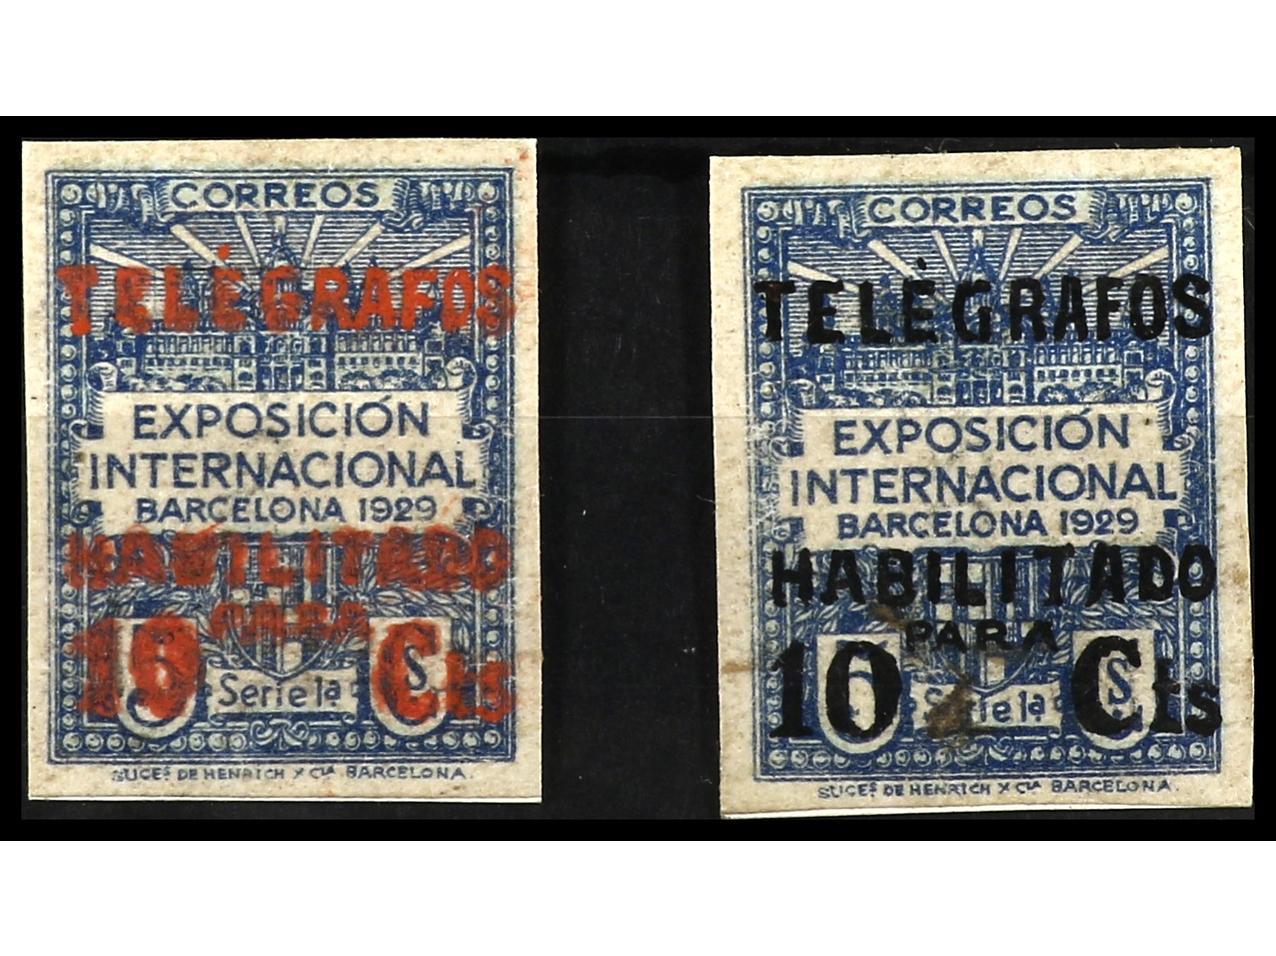 CORREOS
TELÉGRAFOS
EXPOSICIÓN
INTERNACIONAL
BARCELONA 1929
HABILITADO
PARA
10 Cts
Serie 1a.
SUCES. DE HENRICH Y CIA BARCELONA.
CORREOS
TELÉGRAFOS
EXPOSICIÓN
INTERNACIONAL
BARCELONA 1929
HABILITADO
PARA
10 Cts
Serie 1a.
SUCES. DE HENRICH Y CIA BARCELONA.